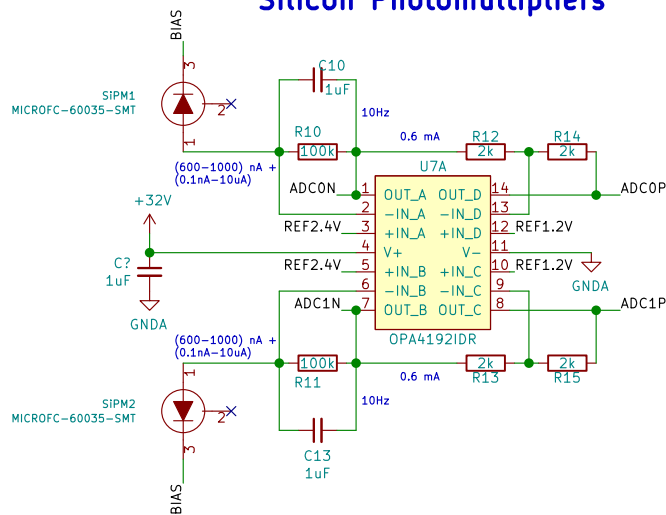 Silicon Photomultipliers
BIAS
3
SiPM1
MICROFC-60035-SMT
2
1
C10
1uF
10Hz
R10
100k
0.6 mA
R12
2k
R14
2k
(600-1000) nA +
(0.1nA-10uA)
U7A
ADC0N
1 OUT_A OUT_D 14
ADC0P
2 -IN_A -IN_D 13
REF2.4V 3 +IN_A +IN_D 12 REF1.2V
+32V
4 V+ V- 11
REF2.4V 5 +IN_B +IN_C 10 REF1.2V
C?
1uF
GNDA
GNDA
6 -IN_B -IN_C 9
ADC1N 7 OUT_B OUT_C 8 ADC1P
OPA4192IDR
(600-1000) nA +
(0.1nA-10uA)
100k
R11
0.6 mA
2k
R13
2k
R15
1
SiPM2
MICROFC-60035-SMT
2
3
10Hz
C13
1uF
BIAS